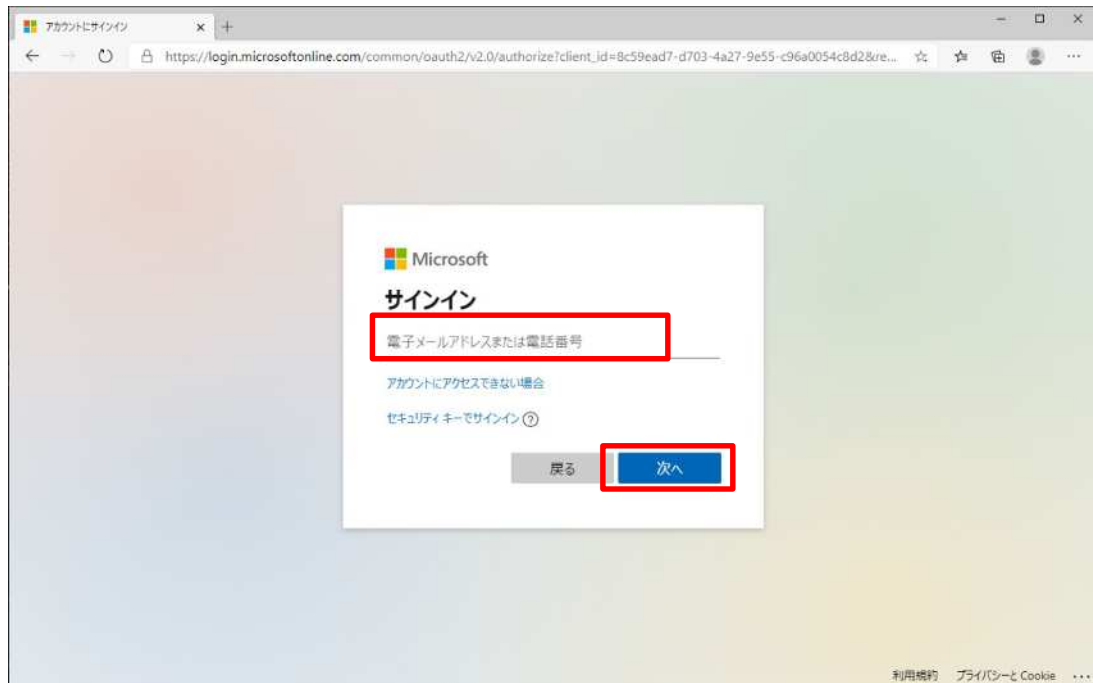 アカウントにサインイン
https://login.microsoftonline.com/common/oauth2/v2.0/authorize?client_id=8c59ead7-d703-4a27-9e55-c96a0054c8d2&re...
Microsoft
サインイン
電子メールアドレスまたは電話番号
アカウントにアクセスできない場合
セキュリティ キーでサインイン
戻る 次へ
利用規約 プライバシーと Cookie ...